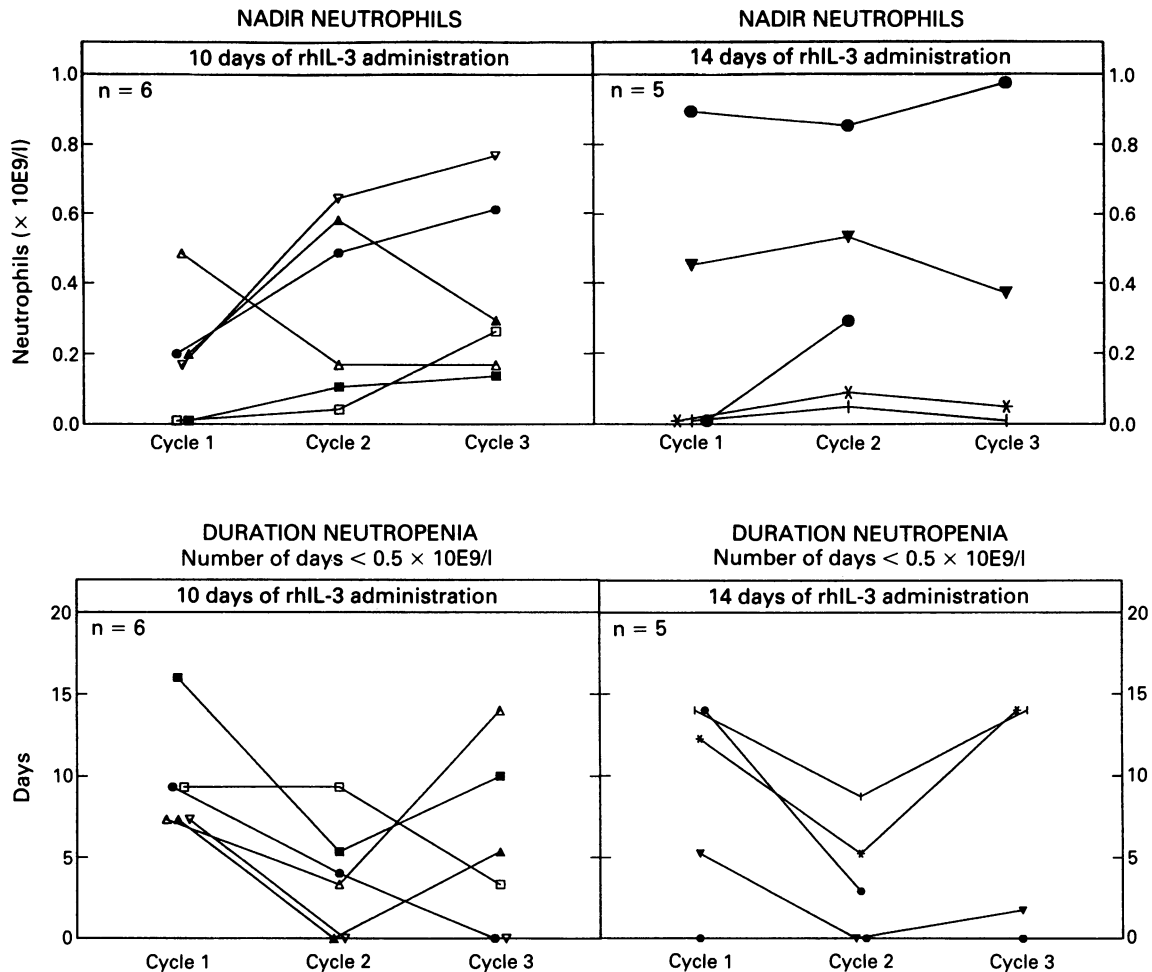 NADIR NEUTROPHILS
NADIR NEUTROPHILS
10 days of rhIL-3 administration
14 days of rhIL-3 administration
n = 6
n = 5
Neutrophils (× 10E9/l)
1.0
0.8
0.6
0.4
0.2
0.0
1.0
0.8
0.6
0.4
0.2
0.0
Cycle 1
Cycle 2
Cycle 3
Cycle 1
Cycle 2
Cycle 3
DURATION NEUTROPENIA
Number of days < 0.5 × 10E9/l
DURATION NEUTROPENIA
Number of days < 0.5 × 10E9/l
10 days of rhIL-3 administration
14 days of rhIL-3 administration
n = 6
n = 5
Days
20
15
10
5
0
20
15
10
5
0
Cycle 1
Cycle 2
Cycle 3
Cycle 1
Cycle 2
Cycle 3